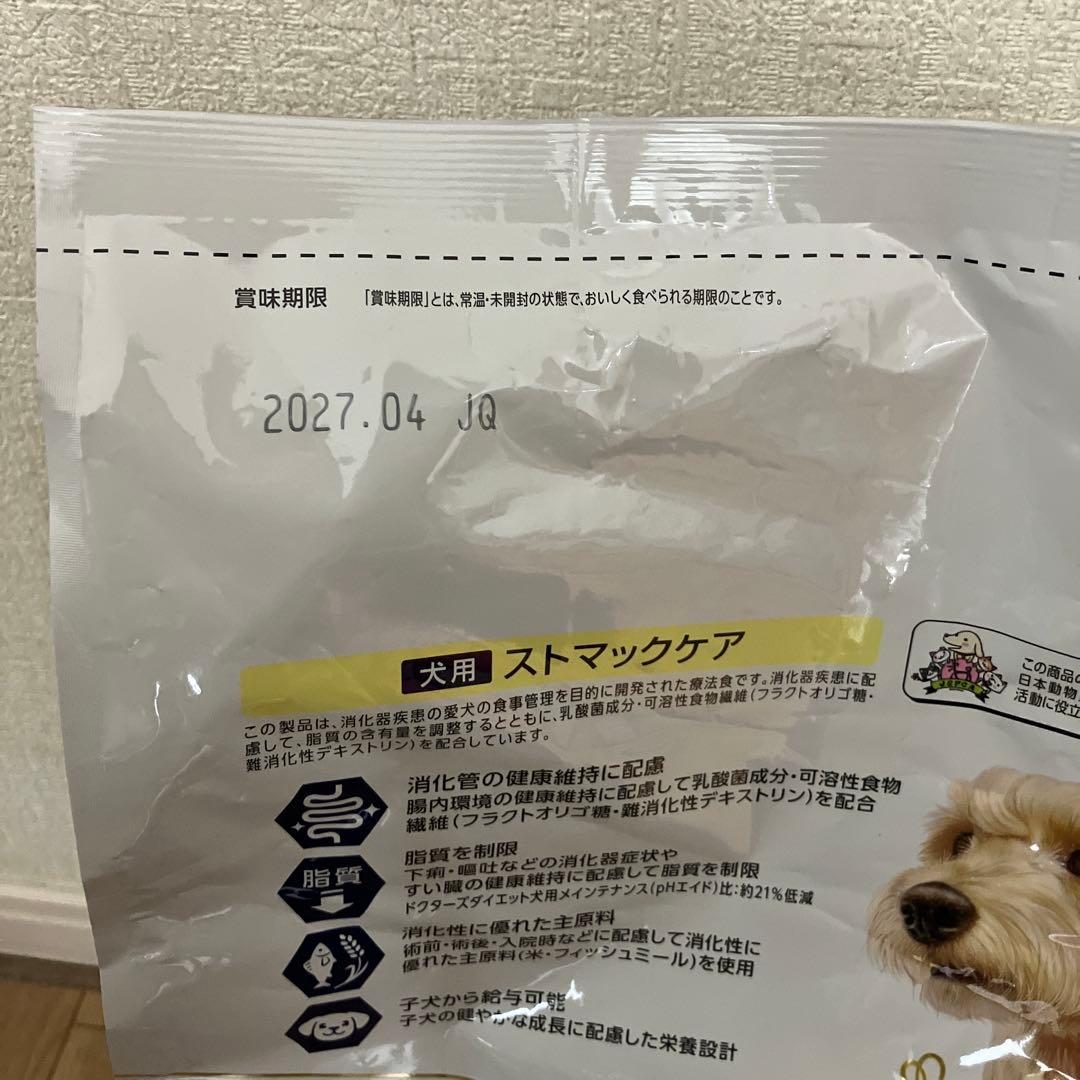 賞味期限 「賞味期限」とは、常温・未開封の状態で、おいしく食べられる期限のことです。
2027.04 JQ
犬用 ストマックケア
この製品は、消化器疾患の愛犬の食事管理を目的に開発された療法食です。消化器疾患に配
慮して、脂質の含有量を調整するとともに、乳酸菌成分・可溶性食物繊維(フラクトオリゴ糖・
難消化性デキストリン)を配合しています。
この商品の
日本動物
活動に役立
消化管の健康維持に配慮
腸内環境の健康維持に配慮して乳酸菌成分・可溶性食物
繊維(フラクトオリゴ糖・難消化性デキストリン)を配合
脂質
脂質を制限
下痢・嘔吐などの消化器症状や
すい臓の健康維持に配慮して脂質を制限
ドクターズダイエット犬用メインテナンス(pHエイド)比:約21%低減
消化性に優れた主原料
術前・術後・入院時などに配慮して消化性に
優れた主原料(米・フィッシュミール)を使用
子犬から給与可能
子犬の健やかな成長に配慮した栄養設計